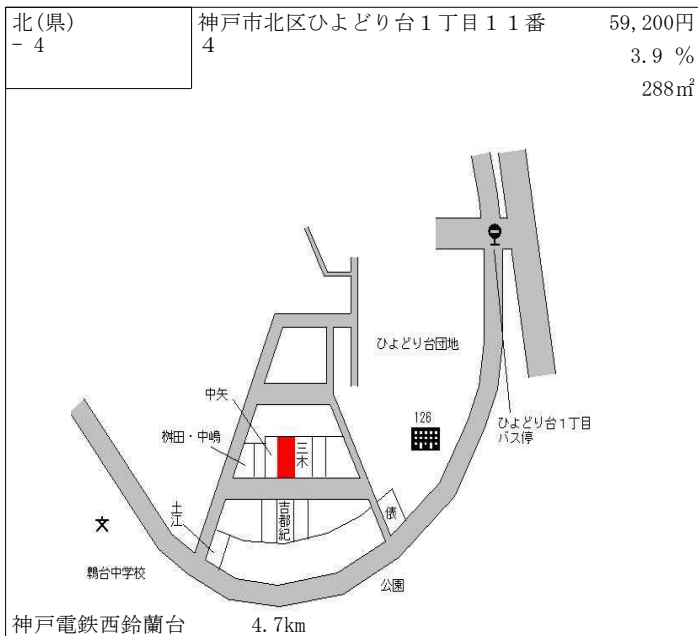 北(県)
- 4
神戸市北区ひよどり台１丁目１１番
4
59,200円
3.9 %
288㎡
ひよどり台団地
中矢
桝田・中嶋
三木
126
ひよどり台１丁目
バス停
土江
吉都紀
俵
文
鵯台中学校
公園
神戸電鉄西鈴蘭台 4.7km